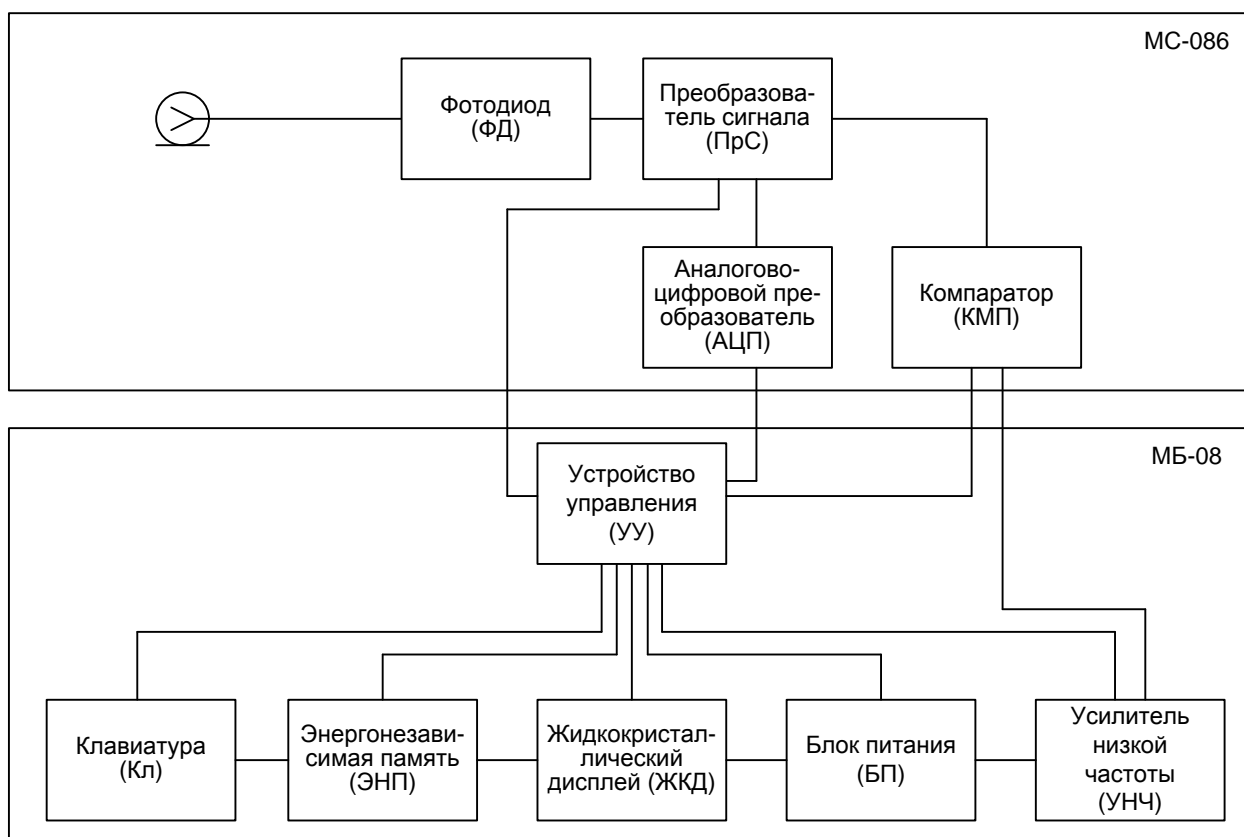 МС-086
Фотодиод
(ФД)
Преобразова-
тель сигнала
(ПрС)
Аналогово-
цифровой пре-
образователь
(АЦП)
Компаратор
(КМП)
МБ-08
Устройство
управления
(УУ)
Клавиатура
(Кл)
Энергонезави-
симая память
(ЭНП)
Жидкокристал-
лический
дисплей (ЖКД)
Блок питания
(БП)
Усилитель
низкой
частоты
(УНЧ)